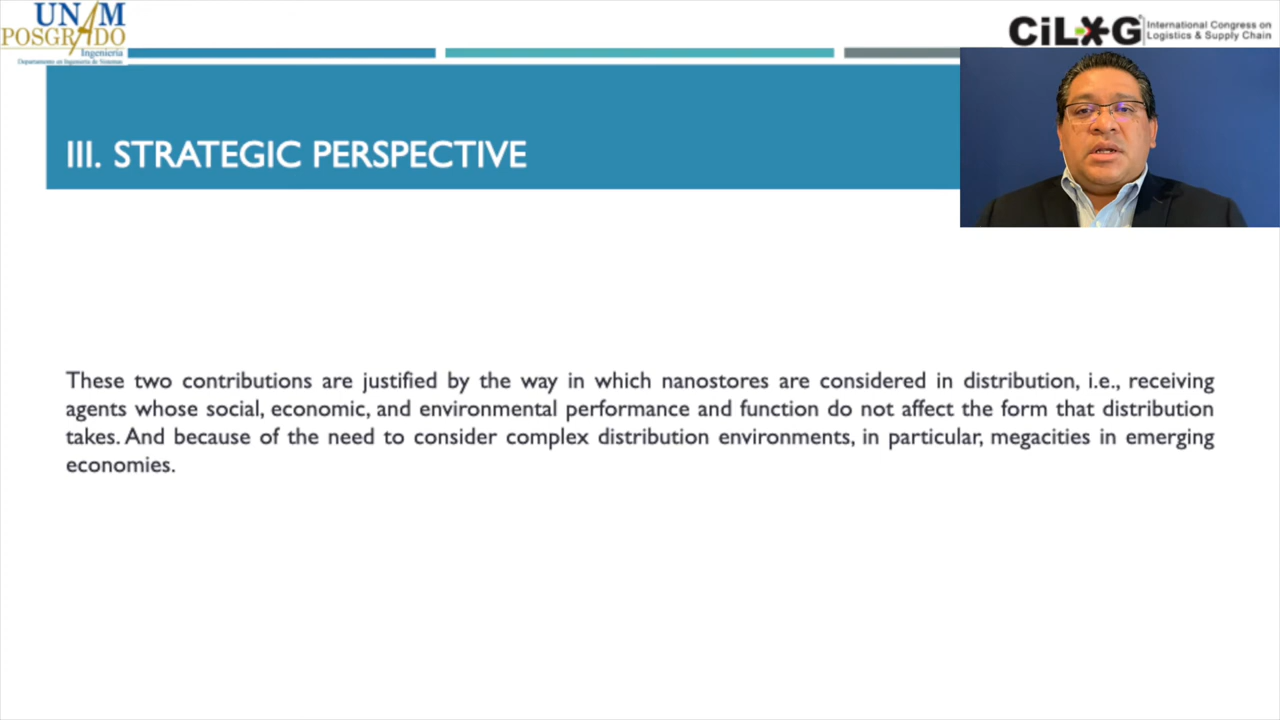 UNAM
POSGRADO
Ingeniería
Departamento en Ingeniería de Sistemas
CiLOG
International Congress on
Logistics & Supply Chain
III. STRATEGIC PERSPECTIVE
These two contributions are justified by the way in which nanostores are considered in distribution, i.e., receiving
agents whose social, economic, and environmental performance and function do not affect the form that distribution
takes. And because of the need to consider complex distribution environments, in particular, megacities in emerging
economies.